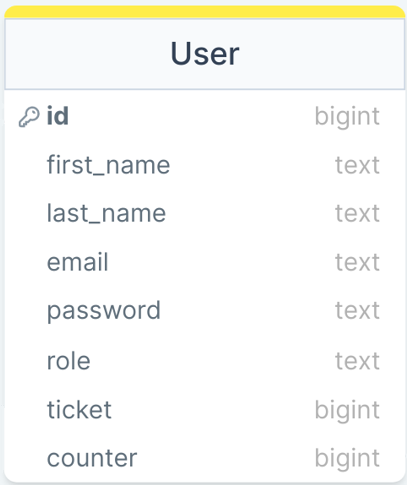 User
id bigint
first_name text
last_name text
email text
password text
role text
ticket bigint
counter bigint